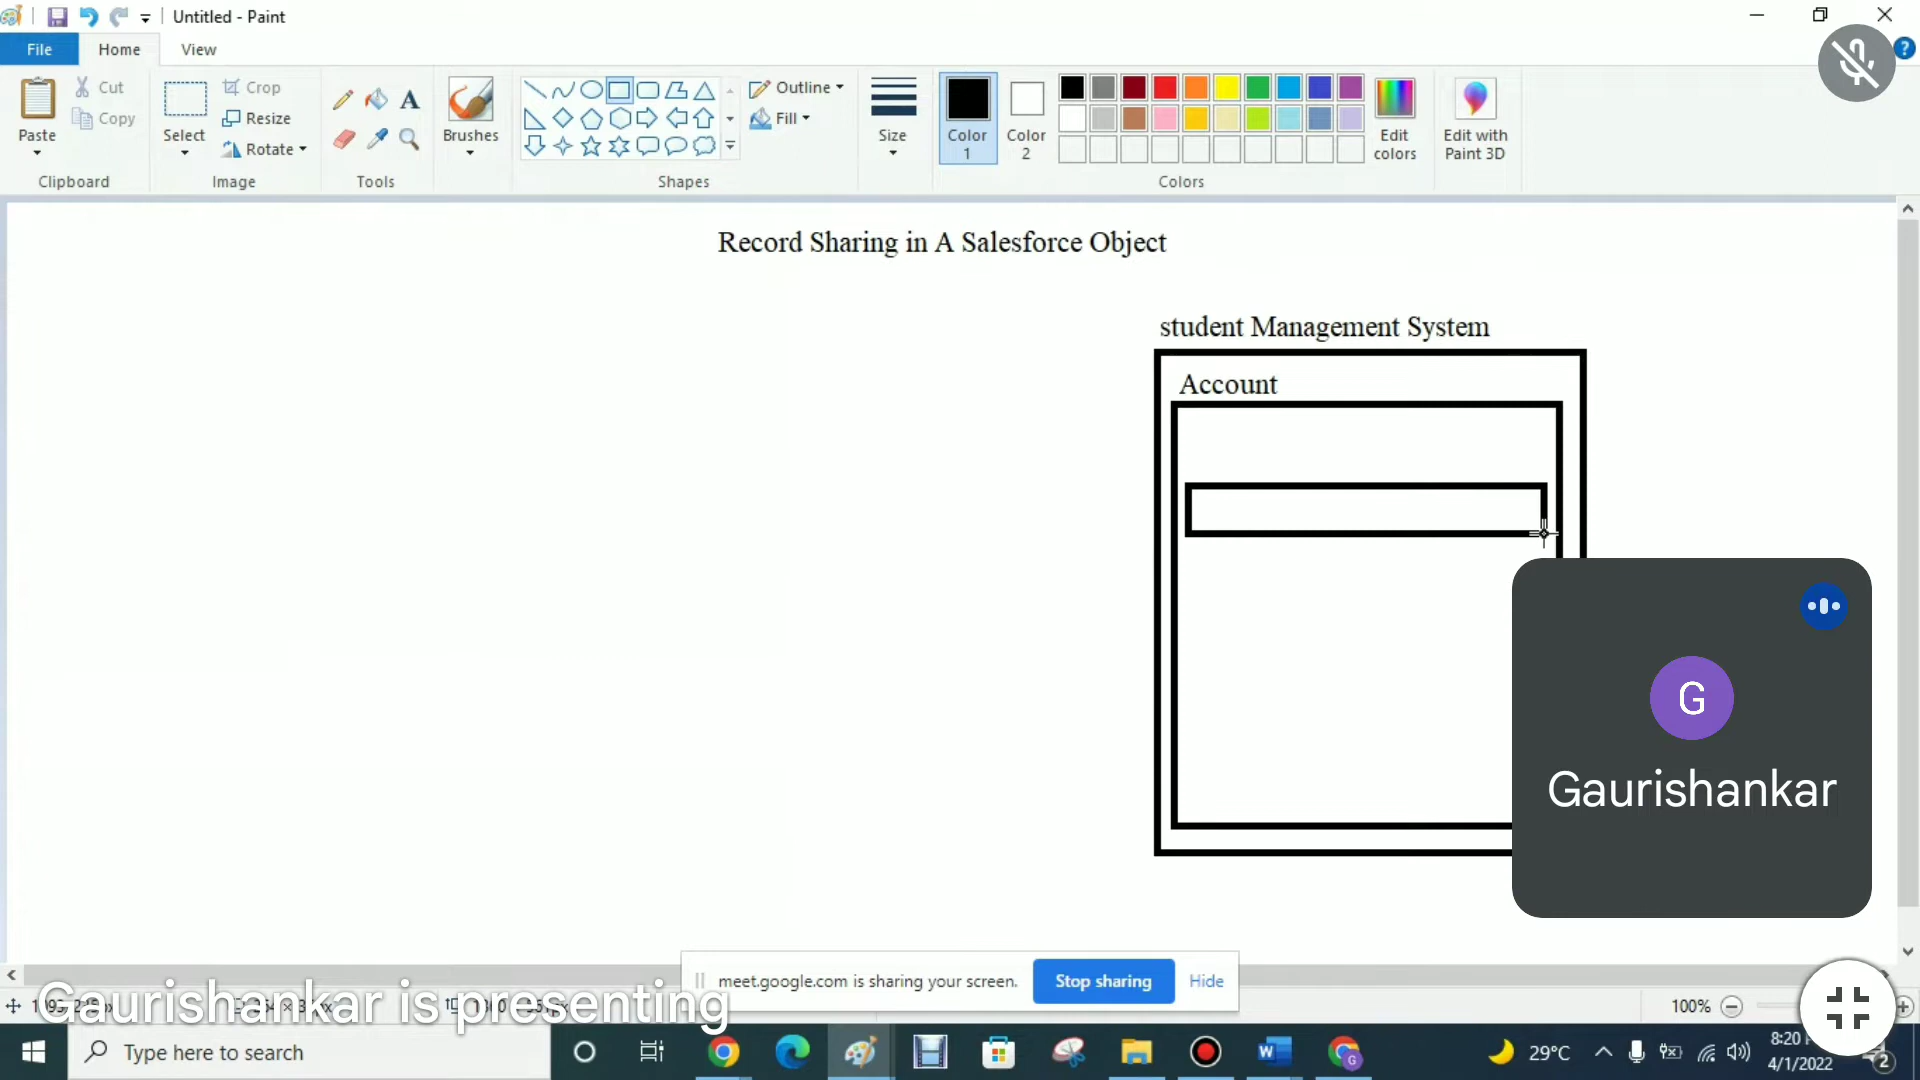 Untitled - Paint
File Home View
Paste
Cut
Copy
Clipboard
Select
Crop
Resize
Rotate
Image
Tools
Brushes
Shapes
Outline
Fill
Size
Color 1
Color 2
Edit colors
Edit with Paint 3D
Colors
Record Sharing in A Salesforce Object
student Management System
Account
G
Gaurishankar
meet.google.com is sharing your screen. Stop sharing Hide
Gaurishankar is presenting
100%
Type here to search
29°C
8:20
4/1/2022
2